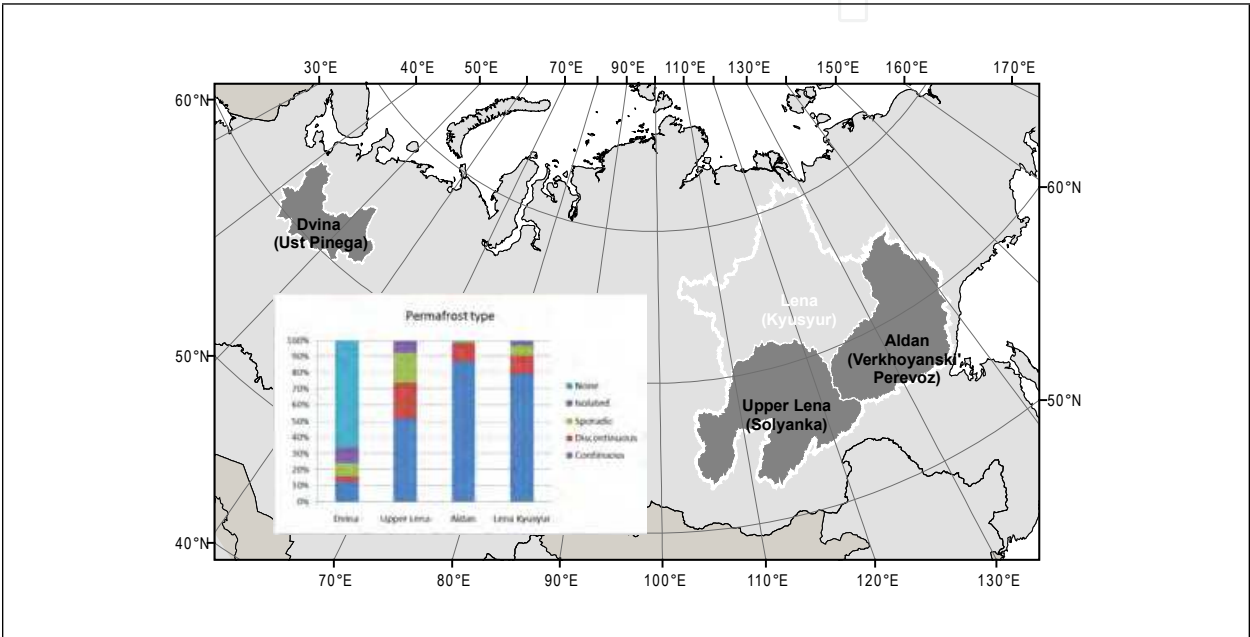 30°E 40°E 50°E 70°E 90°E 110°E 130°E 150°E 160°E 170°E
60°N
60°N
Dvina
(Ust Pinega)
Lena
(Kyusyur)
Aldan
(Verkhoyanski'
Perevoz)
50°N
50°N
Upper Lena
(Solyanka)
Permafrost type
100%
90%
80%
70%
60%
50%
40%
30%
20%
10%
0%
None
Isolated
Sporadic
Discontinuous
Continuous
Dvina Upper Lena Aldan Lena Kyusyur
40°N
70°E 80°E 90°E 100°E 110°E 120°E 130°E